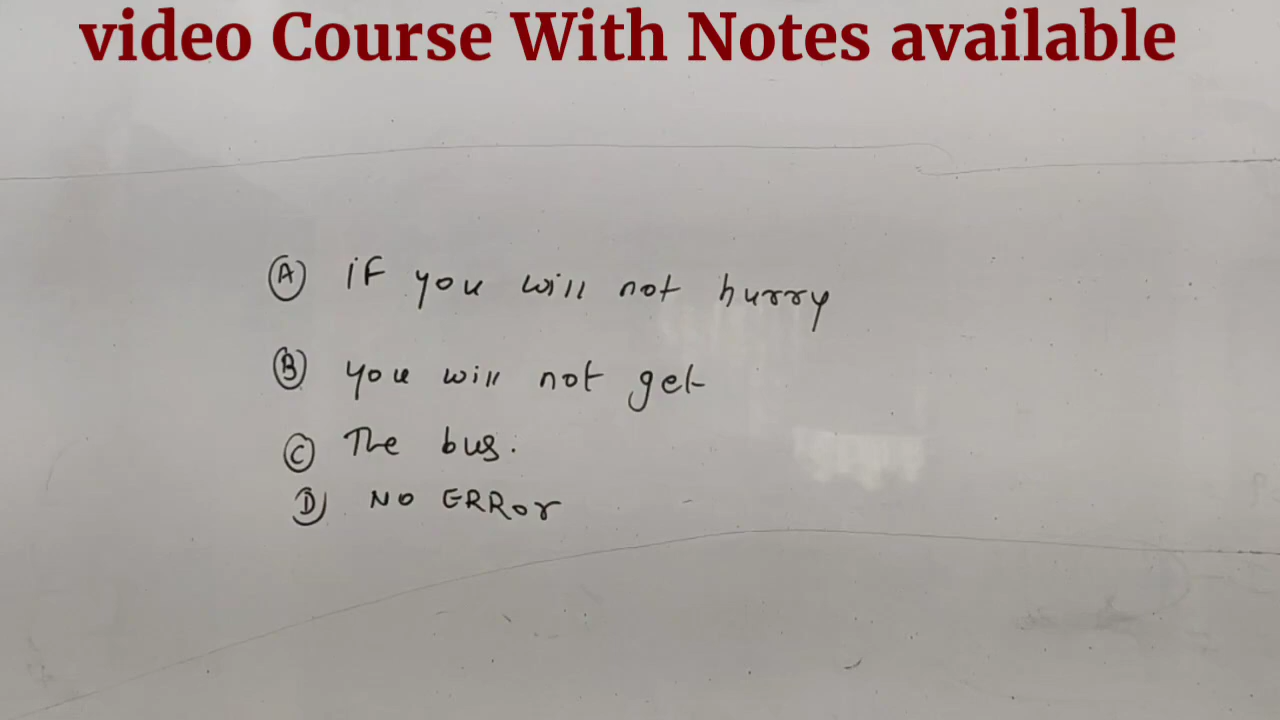 video Course With Notes available
A if you will not hurry
B you will not get
C The bus.
D NO ERRor